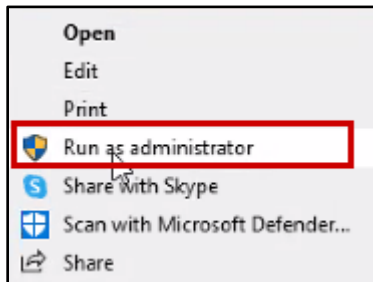 Open
Edit
Print
Run as administrator
Share with Skype
Scan with Microsoft Defender...
Share